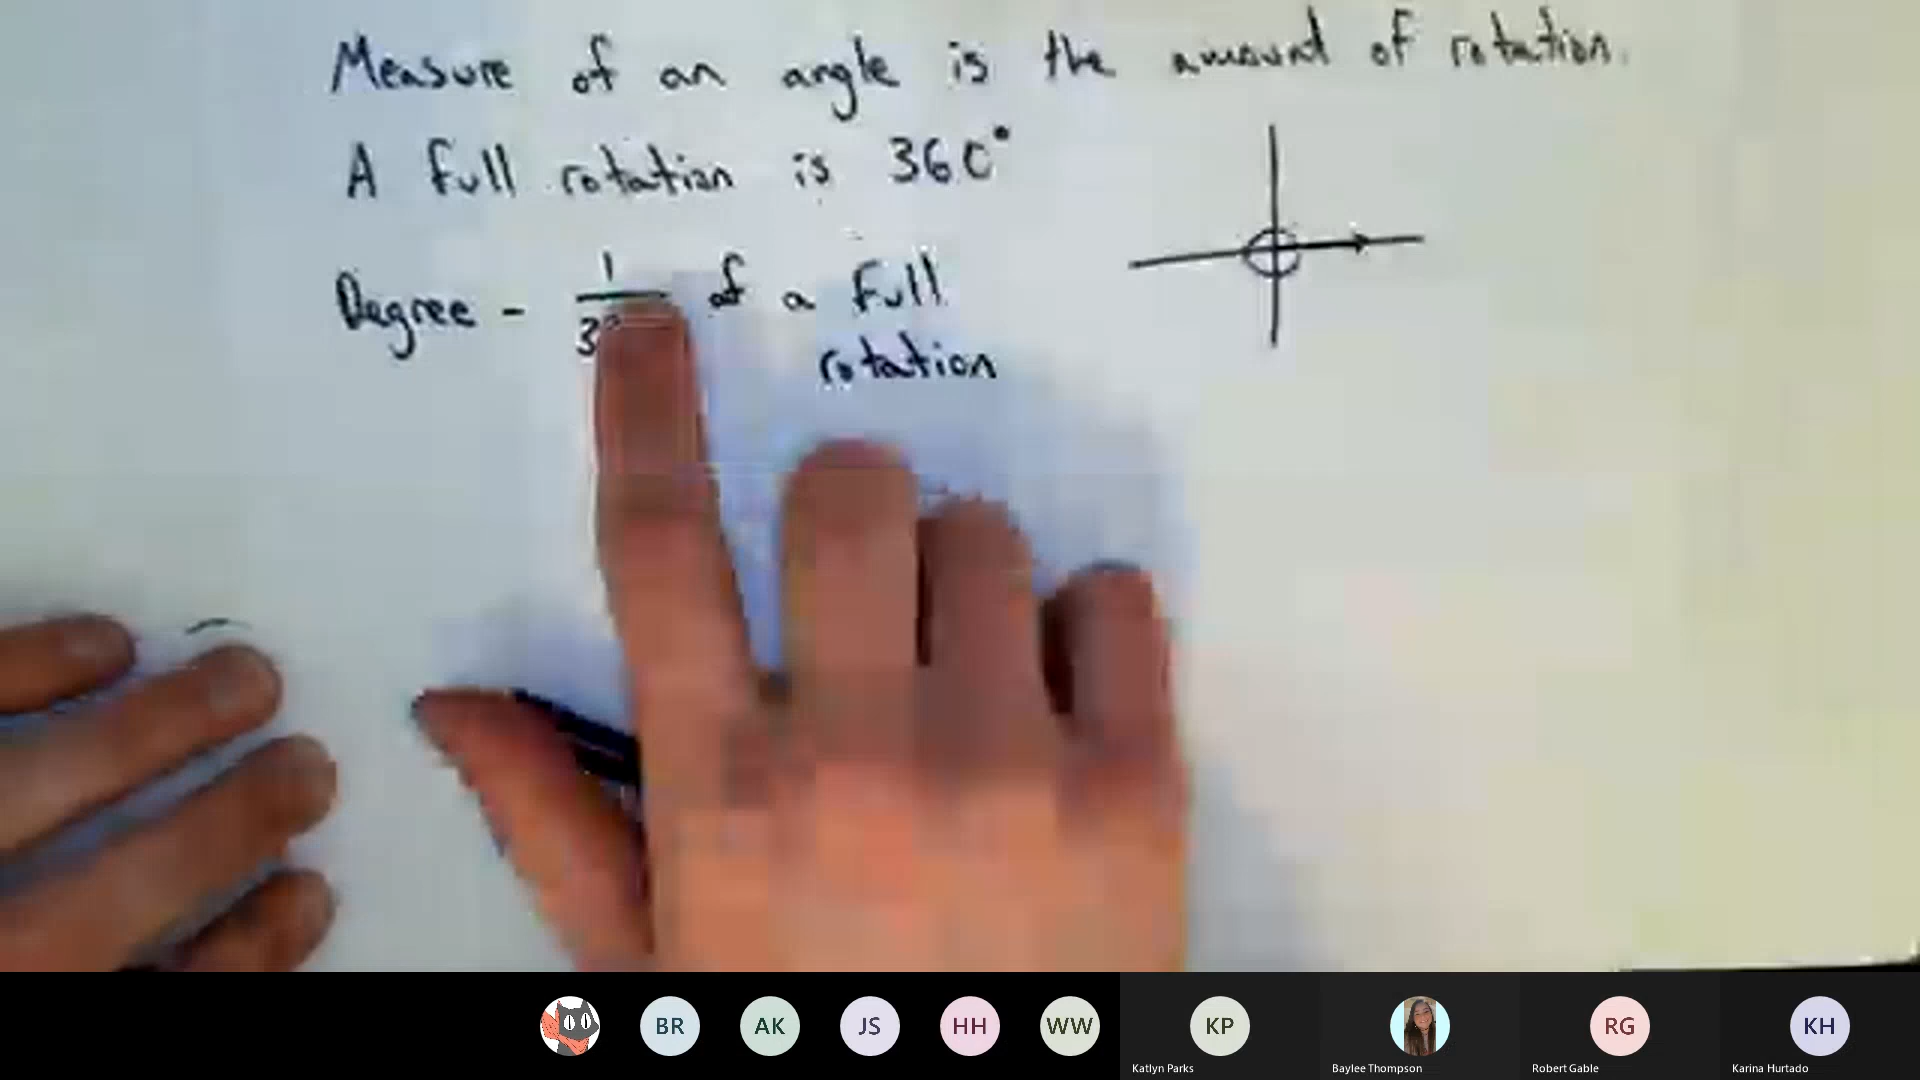 Measure of an angle is the amount of rotation.
A full rotation is 360°
Degree - 1/3 of a full
rotation
BR AK JS HH WW KP RG KH
Katlyn Parks Baylee Thompson Robert Gable Karina Hurtado